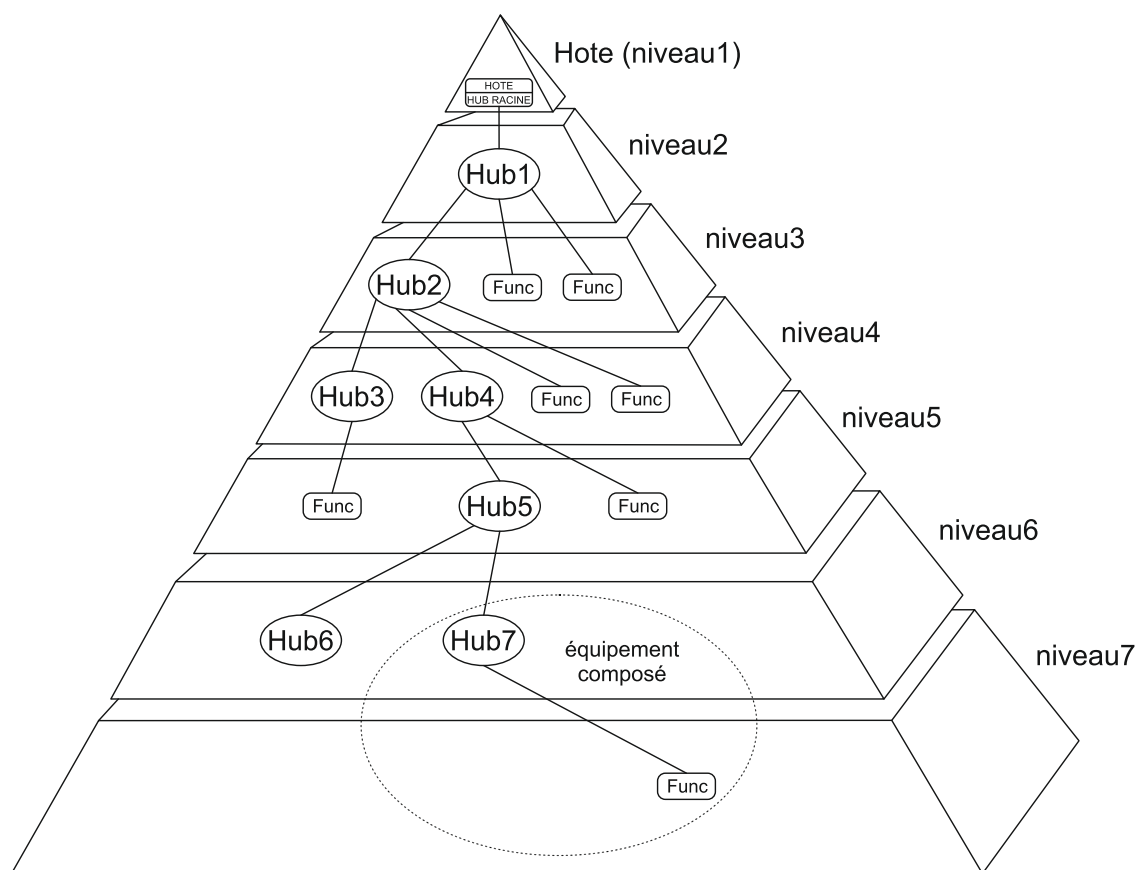 Hote (niveau1)
HOTE
HUB RACINE
niveau2
Hub1
niveau3
Hub2
Func
Func
niveau4
Hub3
Hub4
Func
Func
niveau5
Func
Hub5
Func
niveau6
Hub6
Hub7
équipement
composé
niveau7
Func